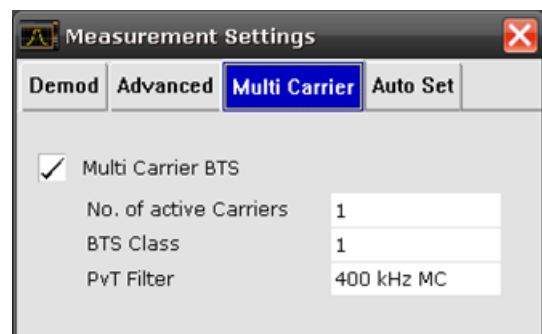 Measurement Settings
Demod Advanced Multi Carrier Auto Set
Multi Carrier BTS
No. of active Carriers 1
BTS Class 1
PvT Filter 400 kHz MC